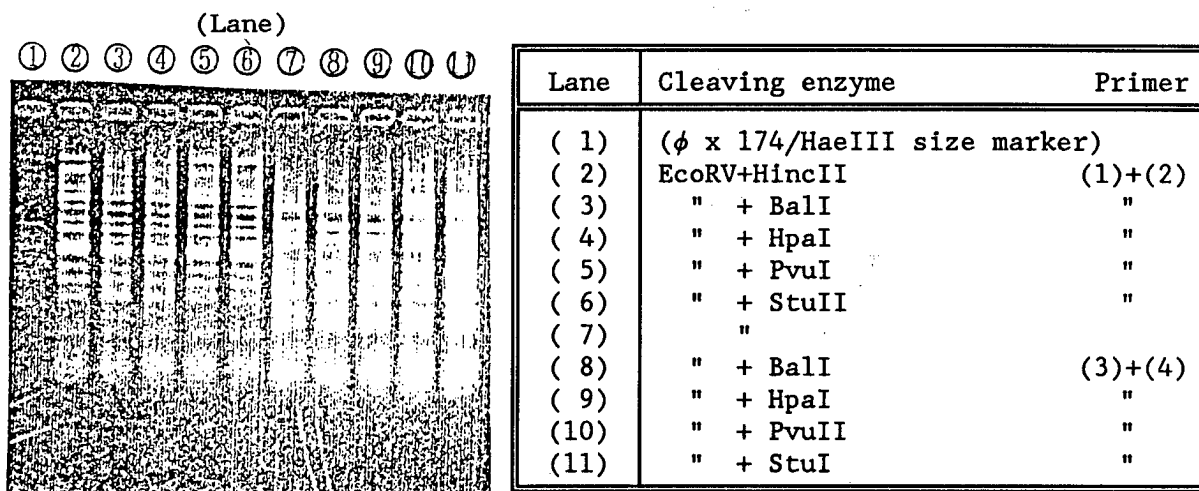 (Lane)
① ② ③ ④ ⑤ ⑥ ⑦ ⑧ ⑨ ⑩ ⑪
Lane Cleaving enzyme Primer
( 1) (φ x 174/HaeIII size marker)
( 2) EcoRV+HincII (1)+(2)
( 3) " + BalI "
( 4) " + HpaI "
( 5) " + PvuI "
( 6) " + StuII "
( 7) "
( 8) " + BalI (3)+(4)
( 9) " + HpaI "
(10) " + PvuII "
(11) " + StuI "